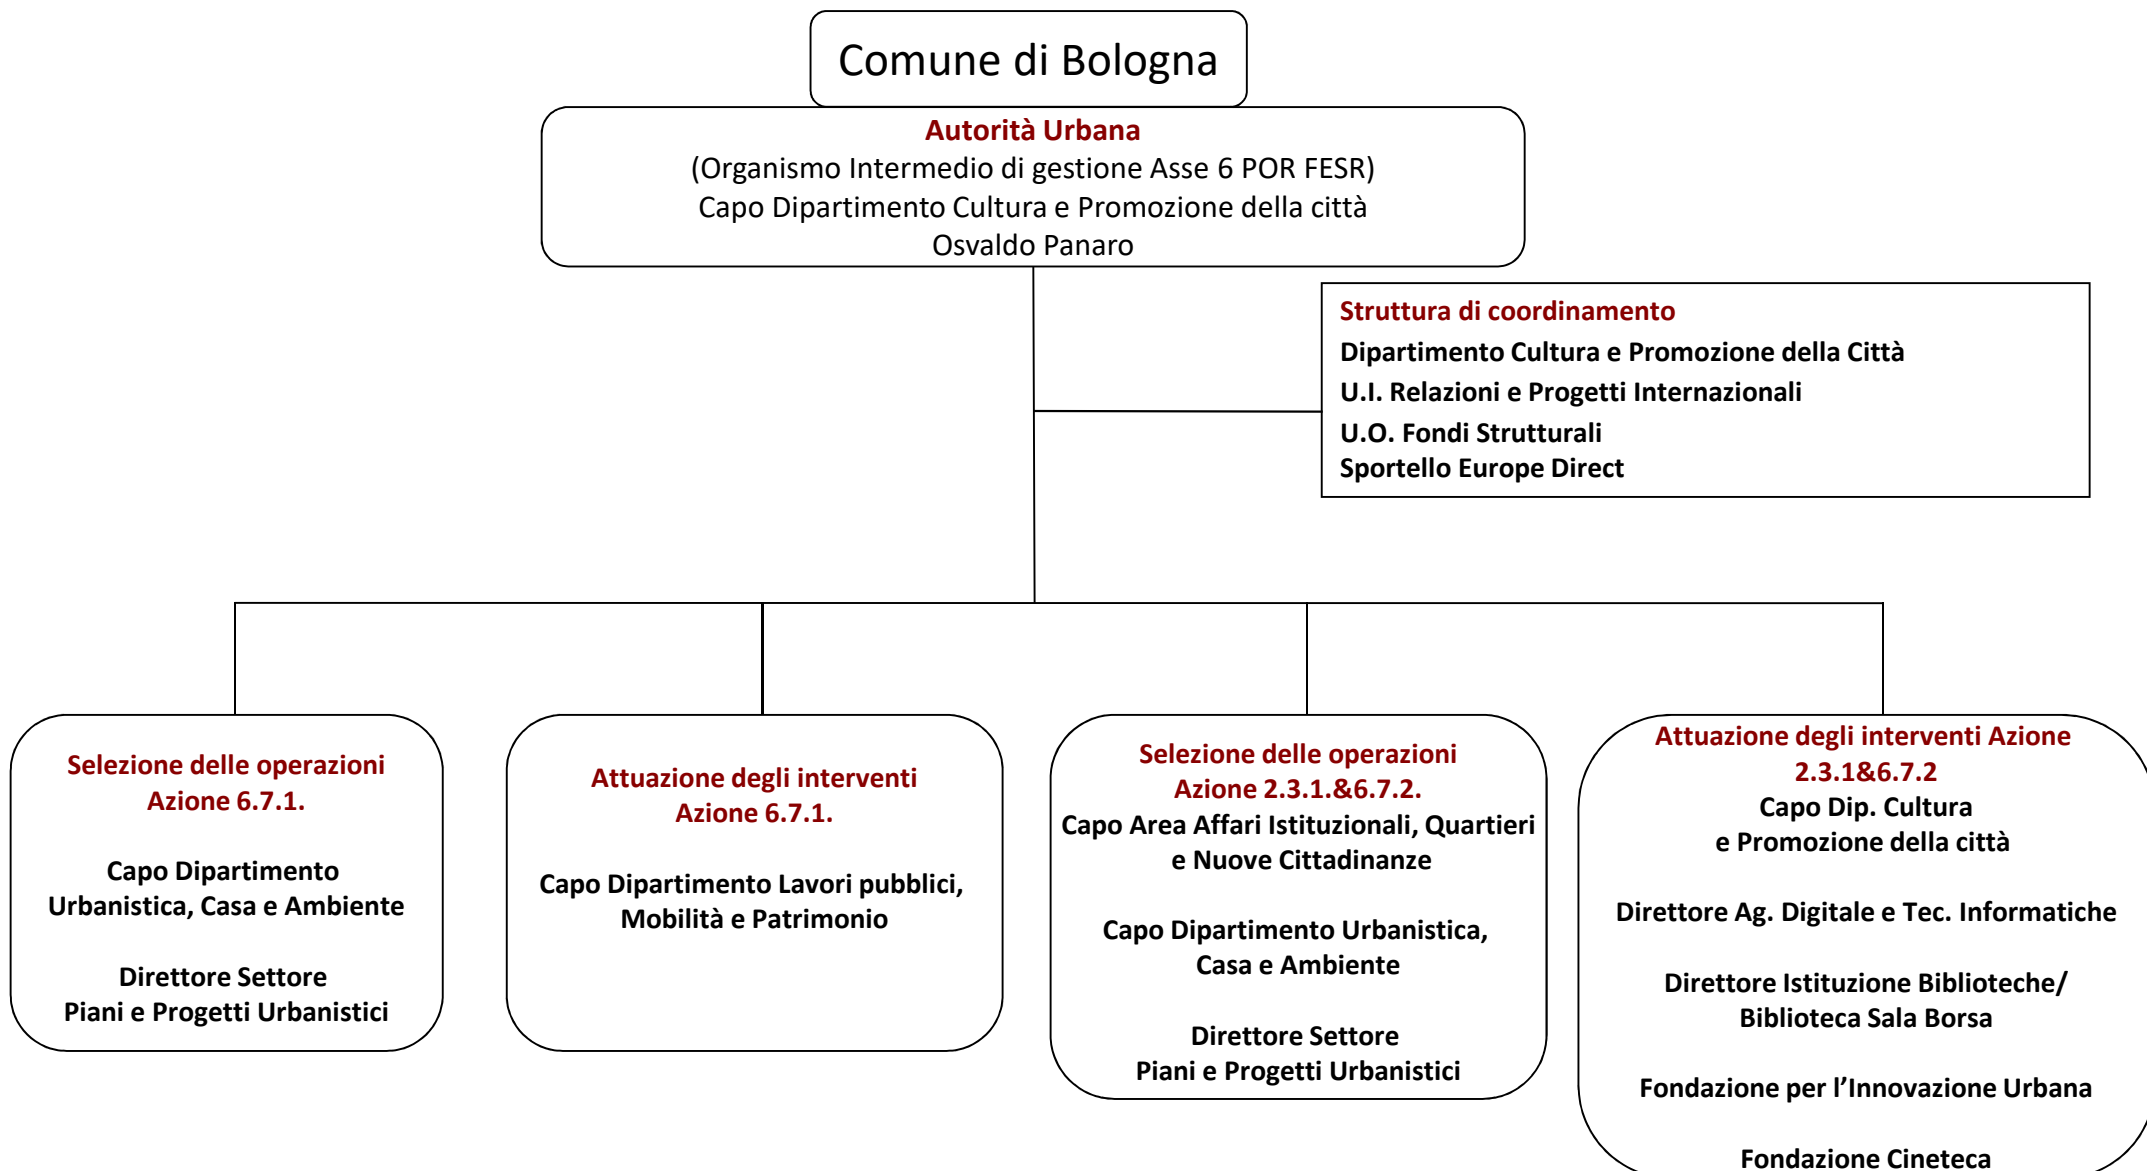 Comune di Bologna
Autorità Urbana
(Organismo Intermedio di gestione Asse 6 POR FESR)
Capo Dipartimento Cultura e Promozione della città
Osvaldo Panaro
Struttura di coordinamento
Dipartimento Cultura e Promozione della Città
U.I. Relazioni e Progetti Internazionali
U.O. Fondi Strutturali
Sportello Europe Direct
Selezione delle operazioni
Azione 6.7.1.
Capo Dipartimento
Urbanistica, Casa e Ambiente
Direttore Settore
Piani e Progetti Urbanistici
Attuazione degli interventi
Azione 6.7.1.
Capo Dipartimento Lavori pubblici,
Mobilità e Patrimonio
Selezione delle operazioni
Azione 2.3.1.&6.7.2.
Capo Area Affari Istituzionali, Quartieri
e Nuove Cittadinanze
Capo Dipartimento Urbanistica,
Casa e Ambiente
Direttore Settore
Piani e Progetti Urbanistici
Attuazione degli interventi Azione
2.3.1&6.7.2
Capo Dip. Cultura
e Promozione della città
Direttore Ag. Digitale e Tec. Informatiche
Direttore Istituzione Biblioteche/
Biblioteca Sala Borsa
Fondazione per l’Innovazione Urbana
Fondazione Cineteca